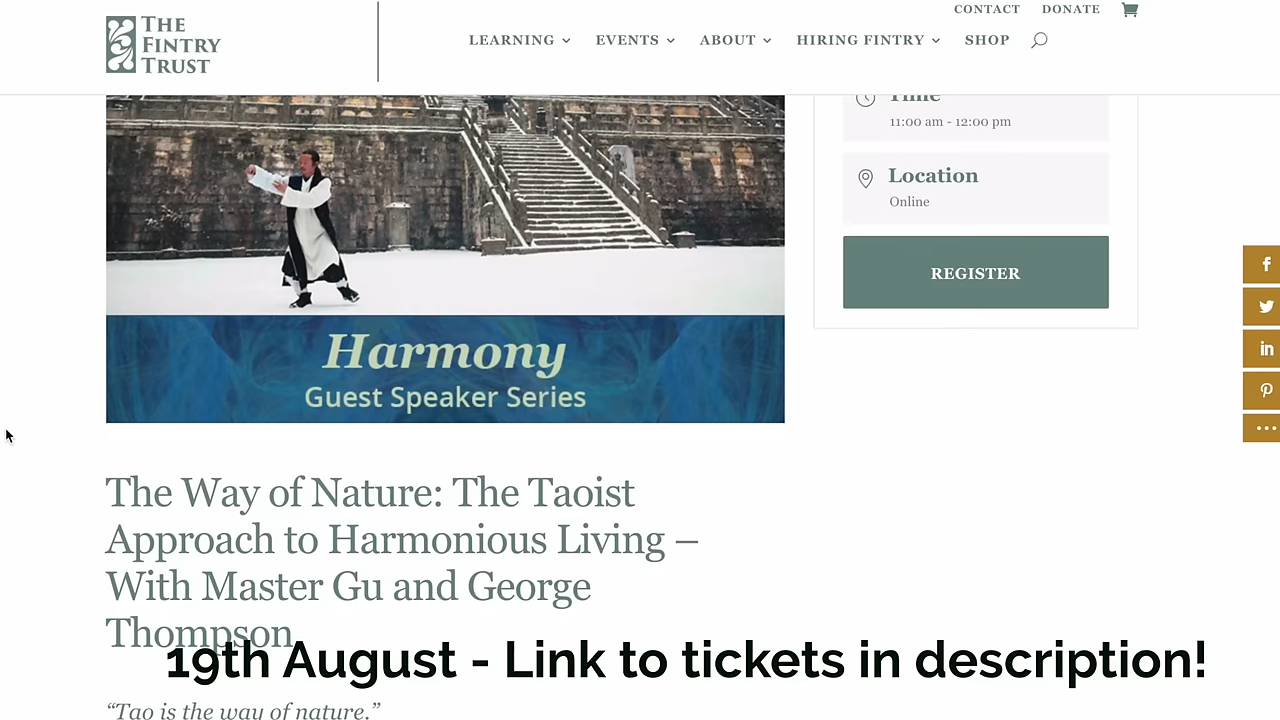 THE
FINTRY
TRUST
CONTACT DONATE
LEARNING EVENTS ABOUT HIRING FINTRY SHOP
Time
11:00 am - 12:00 pm
Location
Online
REGISTER
Harmony
Guest Speaker Series
The Way of Nature: The Taoist
Approach to Harmonious Living –
With Master Gu and George
Thompson
19th August - Link to tickets in description!
“Tao is the way of nature.”